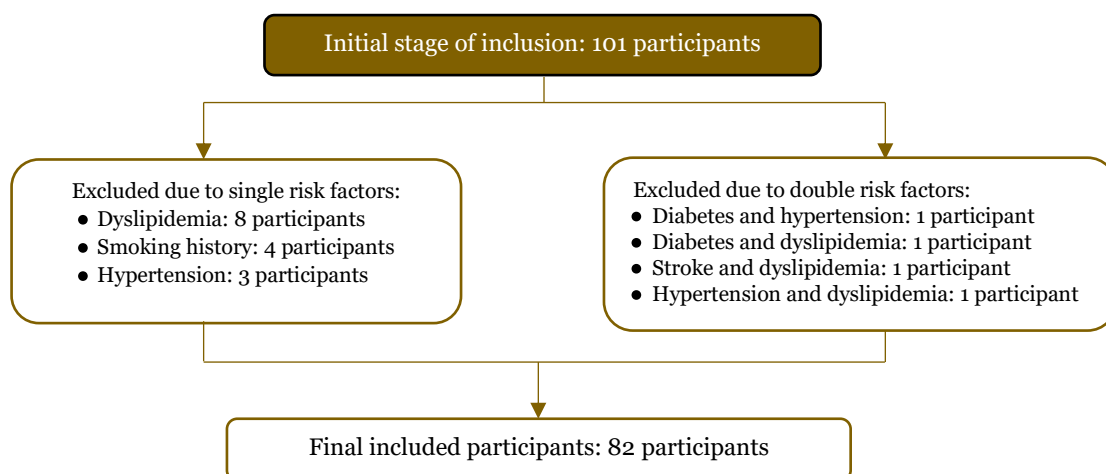 Initial stage of inclusion: 101 participants
Excluded due to single risk factors:
● Dyslipidemia: 8 participants
● Smoking history: 4 participants
● Hypertension: 3 participants
Excluded due to double risk factors:
● Diabetes and hypertension: 1 participant
● Diabetes and dyslipidemia: 1 participant
● Stroke and dyslipidemia: 1 participant
● Hypertension and dyslipidemia: 1 participant
Final included participants: 82 participants